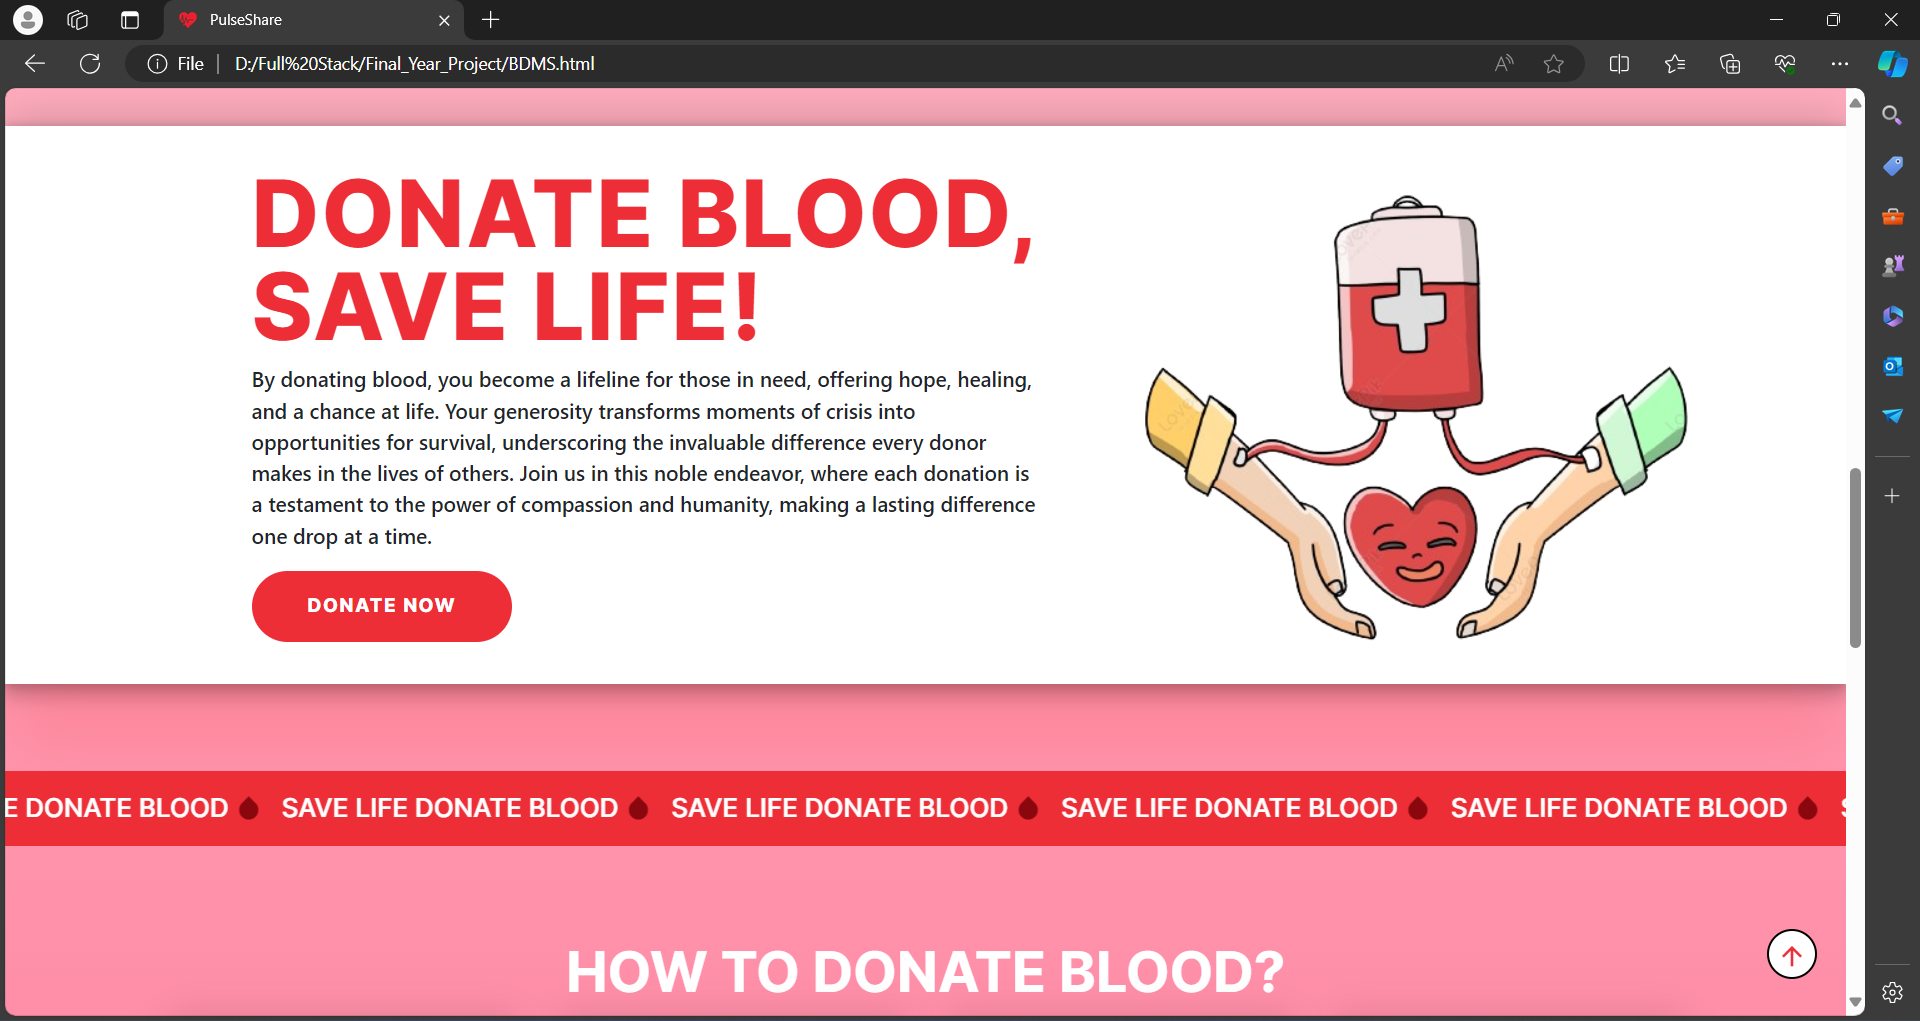 PulseShare
File
D:/Full%20Stack/Final_Year_Project/BDMS.html
DONATE BLOOD,
SAVE LIFE!
By donating blood, you become a lifeline for those in need, offering hope, healing,
and a chance at life. Your generosity transforms moments of crisis into
opportunities for survival, underscoring the invaluable difference every donor
makes in the lives of others. Join us in this noble endeavor, where each donation is
a testament to the power of compassion and humanity, making a lasting difference
one drop at a time.
DONATE NOW
E DONATE BLOOD SAVE LIFE DONATE BLOOD SAVE LIFE DONATE BLOOD SAVE LIFE DONATE BLOOD SAVE LIFE DONATE BLOOD S
HOW TO DONATE BLOOD?